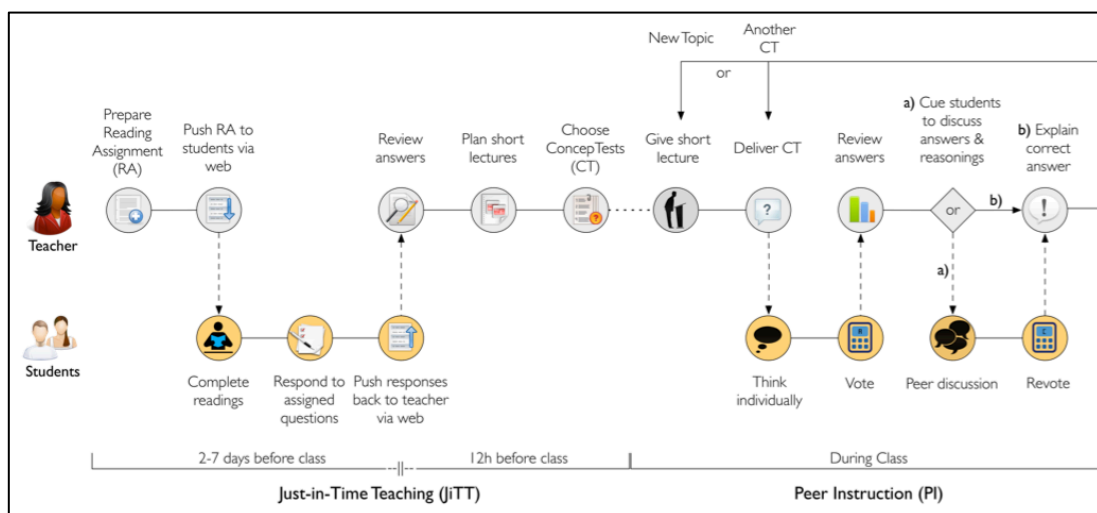 New Topic
Another
CT
or
Prepare
Reading
Assignment
(RA)
Push RA to
students via
web
Review
answers
Plan short
lectures
Choose
ConcepTests
(CT)
Give short
lecture
Deliver CT
Review
answers
a) Cue students
to discuss
answers &
reasonings
b) Explain
correct
answer
Teacher
?
or
b)
!
a)
Students
Complete
readings
Respond to
assigned
questions
Push responses
back to teacher
via web
Think
individually
Vote
Peer discussion
Revote
2-7 days before class
12h before class
During Class
Just-in-Time Teaching (JiTT)
Peer Instruction (PI)